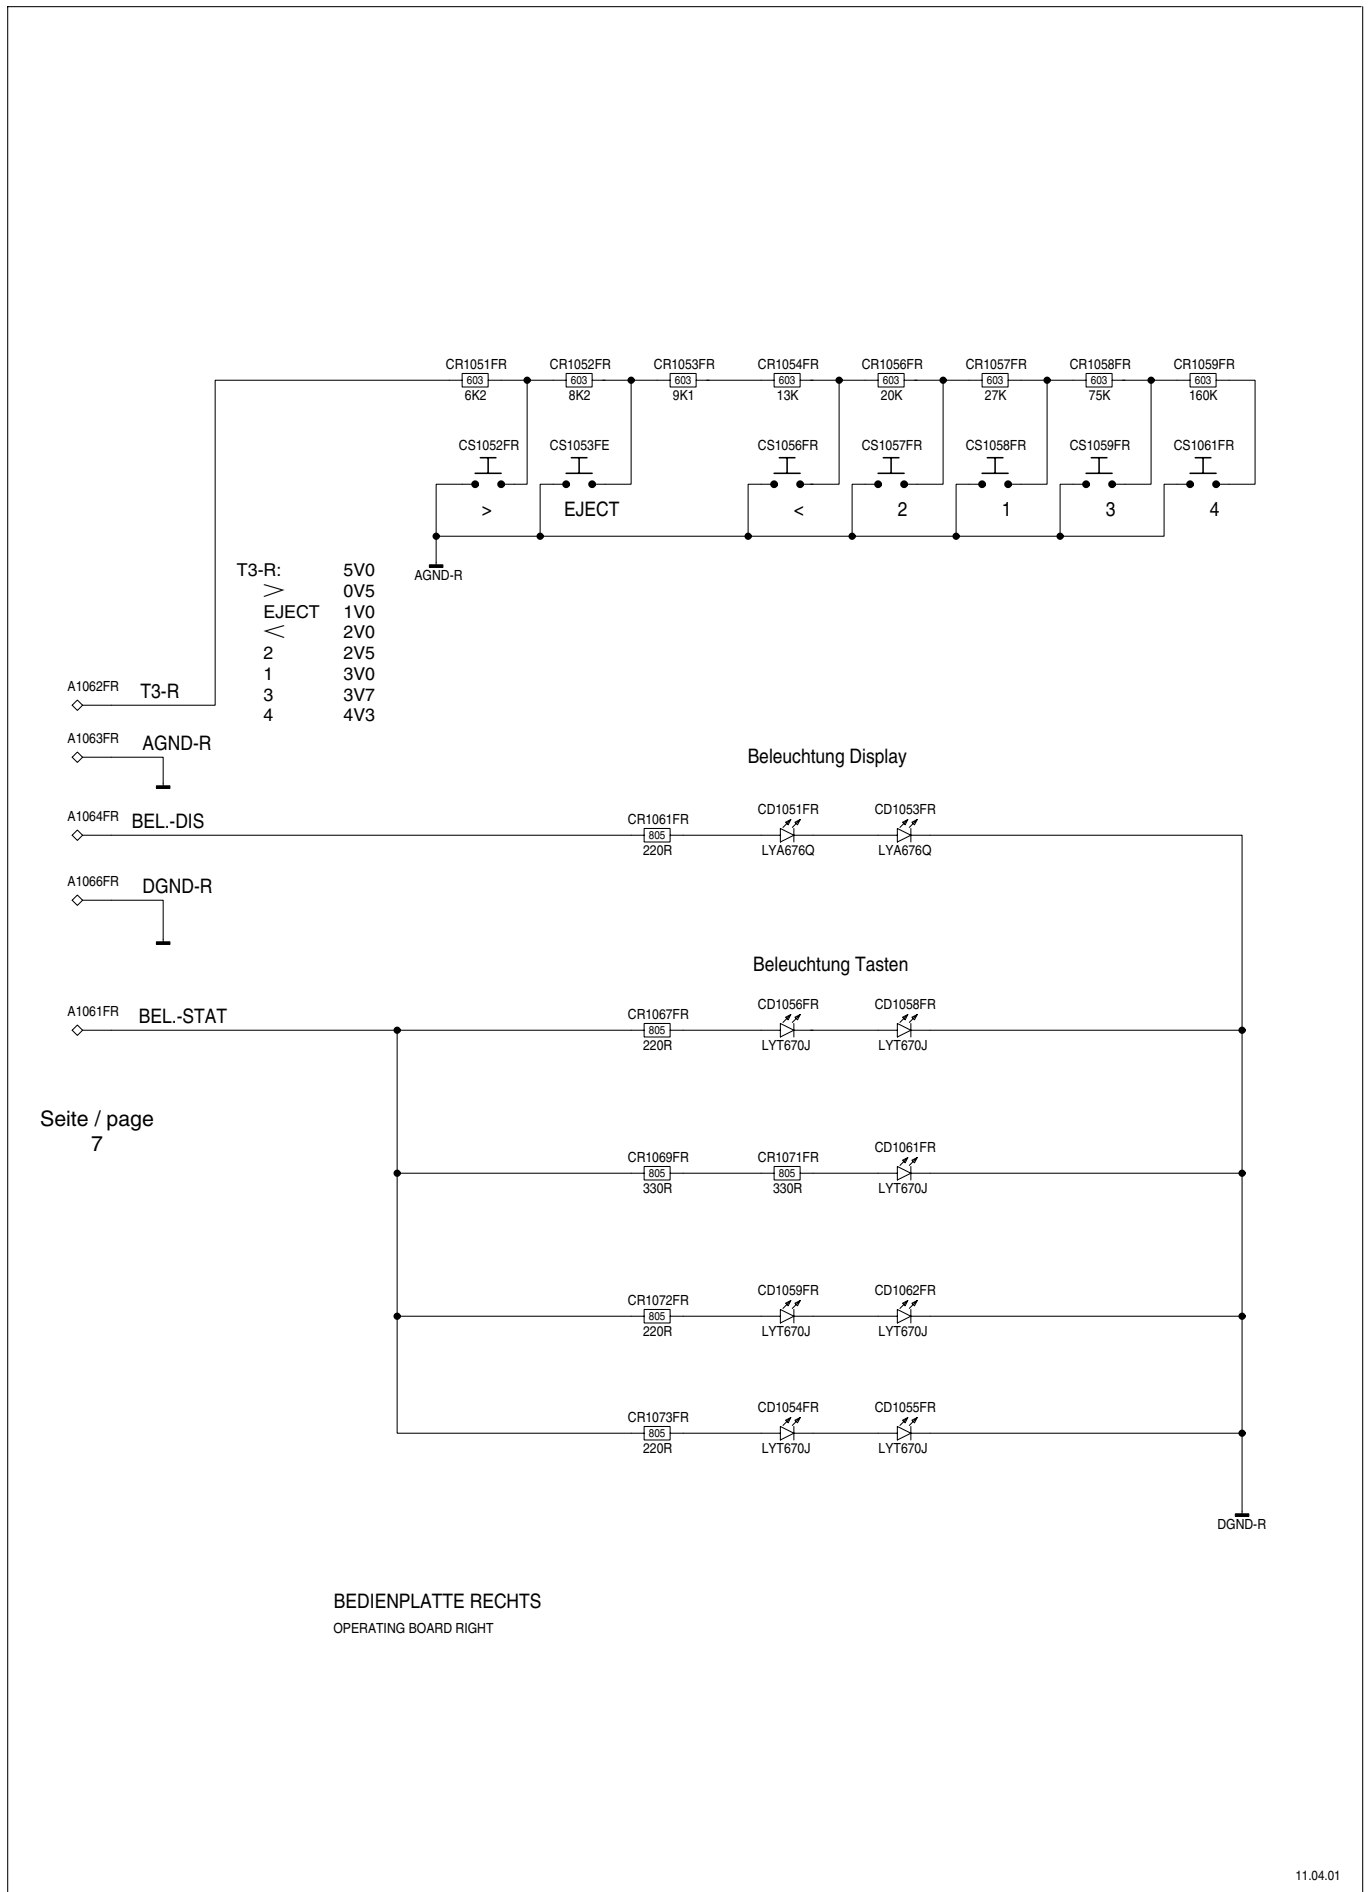 CR1051FR CR1052FR CR1053FR CR1054FR CR1056FR CR1057FR CR1058FR CR1059FR
603 603 603 603 603 603 603 603
6K2 8K2 9K1 13K 20K 27K 75K 160K
CS1052FR CS1053FE CS1056FR CS1057FR CS1058FR CS1059FR CS1061FR
> EJECT < 2 1 3 4
AGND-R
T3-R: 5V0
> 0V5
EJECT 1V0
< 2V0
2 2V5
1 3V0
3 3V7
4 4V3
A1062FR T3-R
A1063FR AGND-R
Beleuchtung Display
A1064FR BEL.-DIS
CR1061FR CD1051FR CD1053FR
805
220R LYA676Q LYA676Q
A1066FR DGND-R
Beleuchtung Tasten
A1061FR BEL.-STAT
CR1067FR CD1056FR CD1058FR
805
220R LYT670J LYT670J
Seite / page
7
CR1069FR CR1071FR CD1061FR
805 805
330R 330R LYT670J
CR1072FR CD1059FR CD1062FR
805
220R LYT670J LYT670J
CR1073FR CD1054FR CD1055FR
805
220R LYT670J LYT670J
DGND-R
BEDIENPLATTE RECHTS
OPERATING BOARD RIGHT
11.04.01